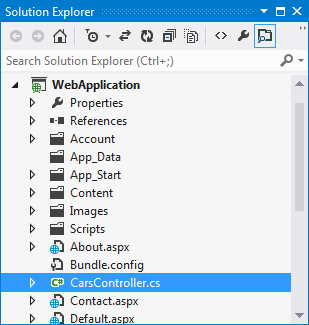 Solution Explorer
Search Solution Explorer (Ctrl+;)
WebApplication
Properties
References
Account
App_Data
App_Start
Content
Images
Scripts
About.aspx
Bundle.config
CarsController.cs
Contact.aspx
Default.aspx